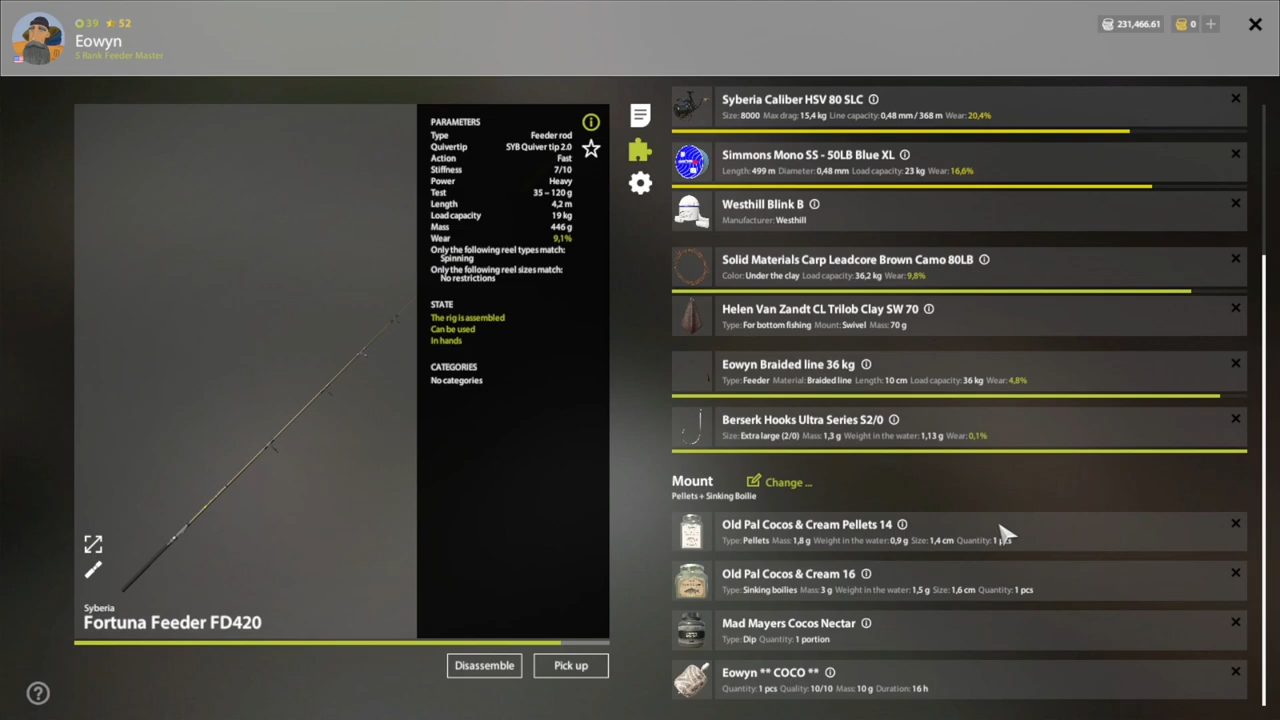 39 52
Eowyn
5 Rank Feeder Master
231,466.61
0
PARAMETERS
Type Feeder rod
Quivertip SYB Quiver tip 2.0
Action Fast
Stiffness 7/10
Power Heavy
Test 35 – 120 g
Length 4,2 m
Load capacity 19 kg
Mass 446 g
Wear 9,1%
Only the following reel types match:
Spinning
Only the following reel sizes match:
No restrictions
STATE
The rig is assembled
Can be used
In hands
CATEGORIES
No categories
Syberia
Fortuna Feeder FD420
Disassemble
Pick up
Syberia Caliber HSV 80 SLC
Size: 8000 Max drag: 15,4 kg Line capacity: 0,48 mm / 368 m Wear: 20,4%
Simmons Mono SS - 50LB Blue XL
Length: 499 m Diameter: 0,48 mm Load capacity: 23 kg Wear: 16,6%
Westhill Blink B
Manufacturer: Westhill
Solid Materials Carp Leadcore Brown Camo 80LB
Color: Under the clay Load capacity: 36,2 kg Wear: 9,8%
Helen Van Zandt CL Trilob Clay SW 70
Type: For bottom fishing Mount: Swivel Mass: 70 g
Eowyn Braided line 36 kg
Type: Feeder Material: Braided line Length: 10 cm Load capacity: 36 kg Wear: 4,8%
Berserk Hooks Ultra Series S2/0
Size: Extra large (2/0) Mass: 1,3 g Weight in the water: 1,13 g Wear: 0,1%
Mount Change ...
Pellets + Sinking Boilie
Old Pal Cocos & Cream Pellets 14
Type: Pellets Mass: 1,8 g Weight in the water: 0,9 g Size: 1,4 cm Quantity: 1 pcs
Old Pal Cocos & Cream 16
Type: Sinking boilies Mass: 3 g Weight in the water: 1,5 g Size: 1,6 cm Quantity: 1 pcs
Mad Mayers Cocos Nectar
Type: Dip Quantity: 1 portion
Eowyn ** COCO **
Quantity: 1 pcs Quality: 10/10 Mass: 10 g Duration: 16 h